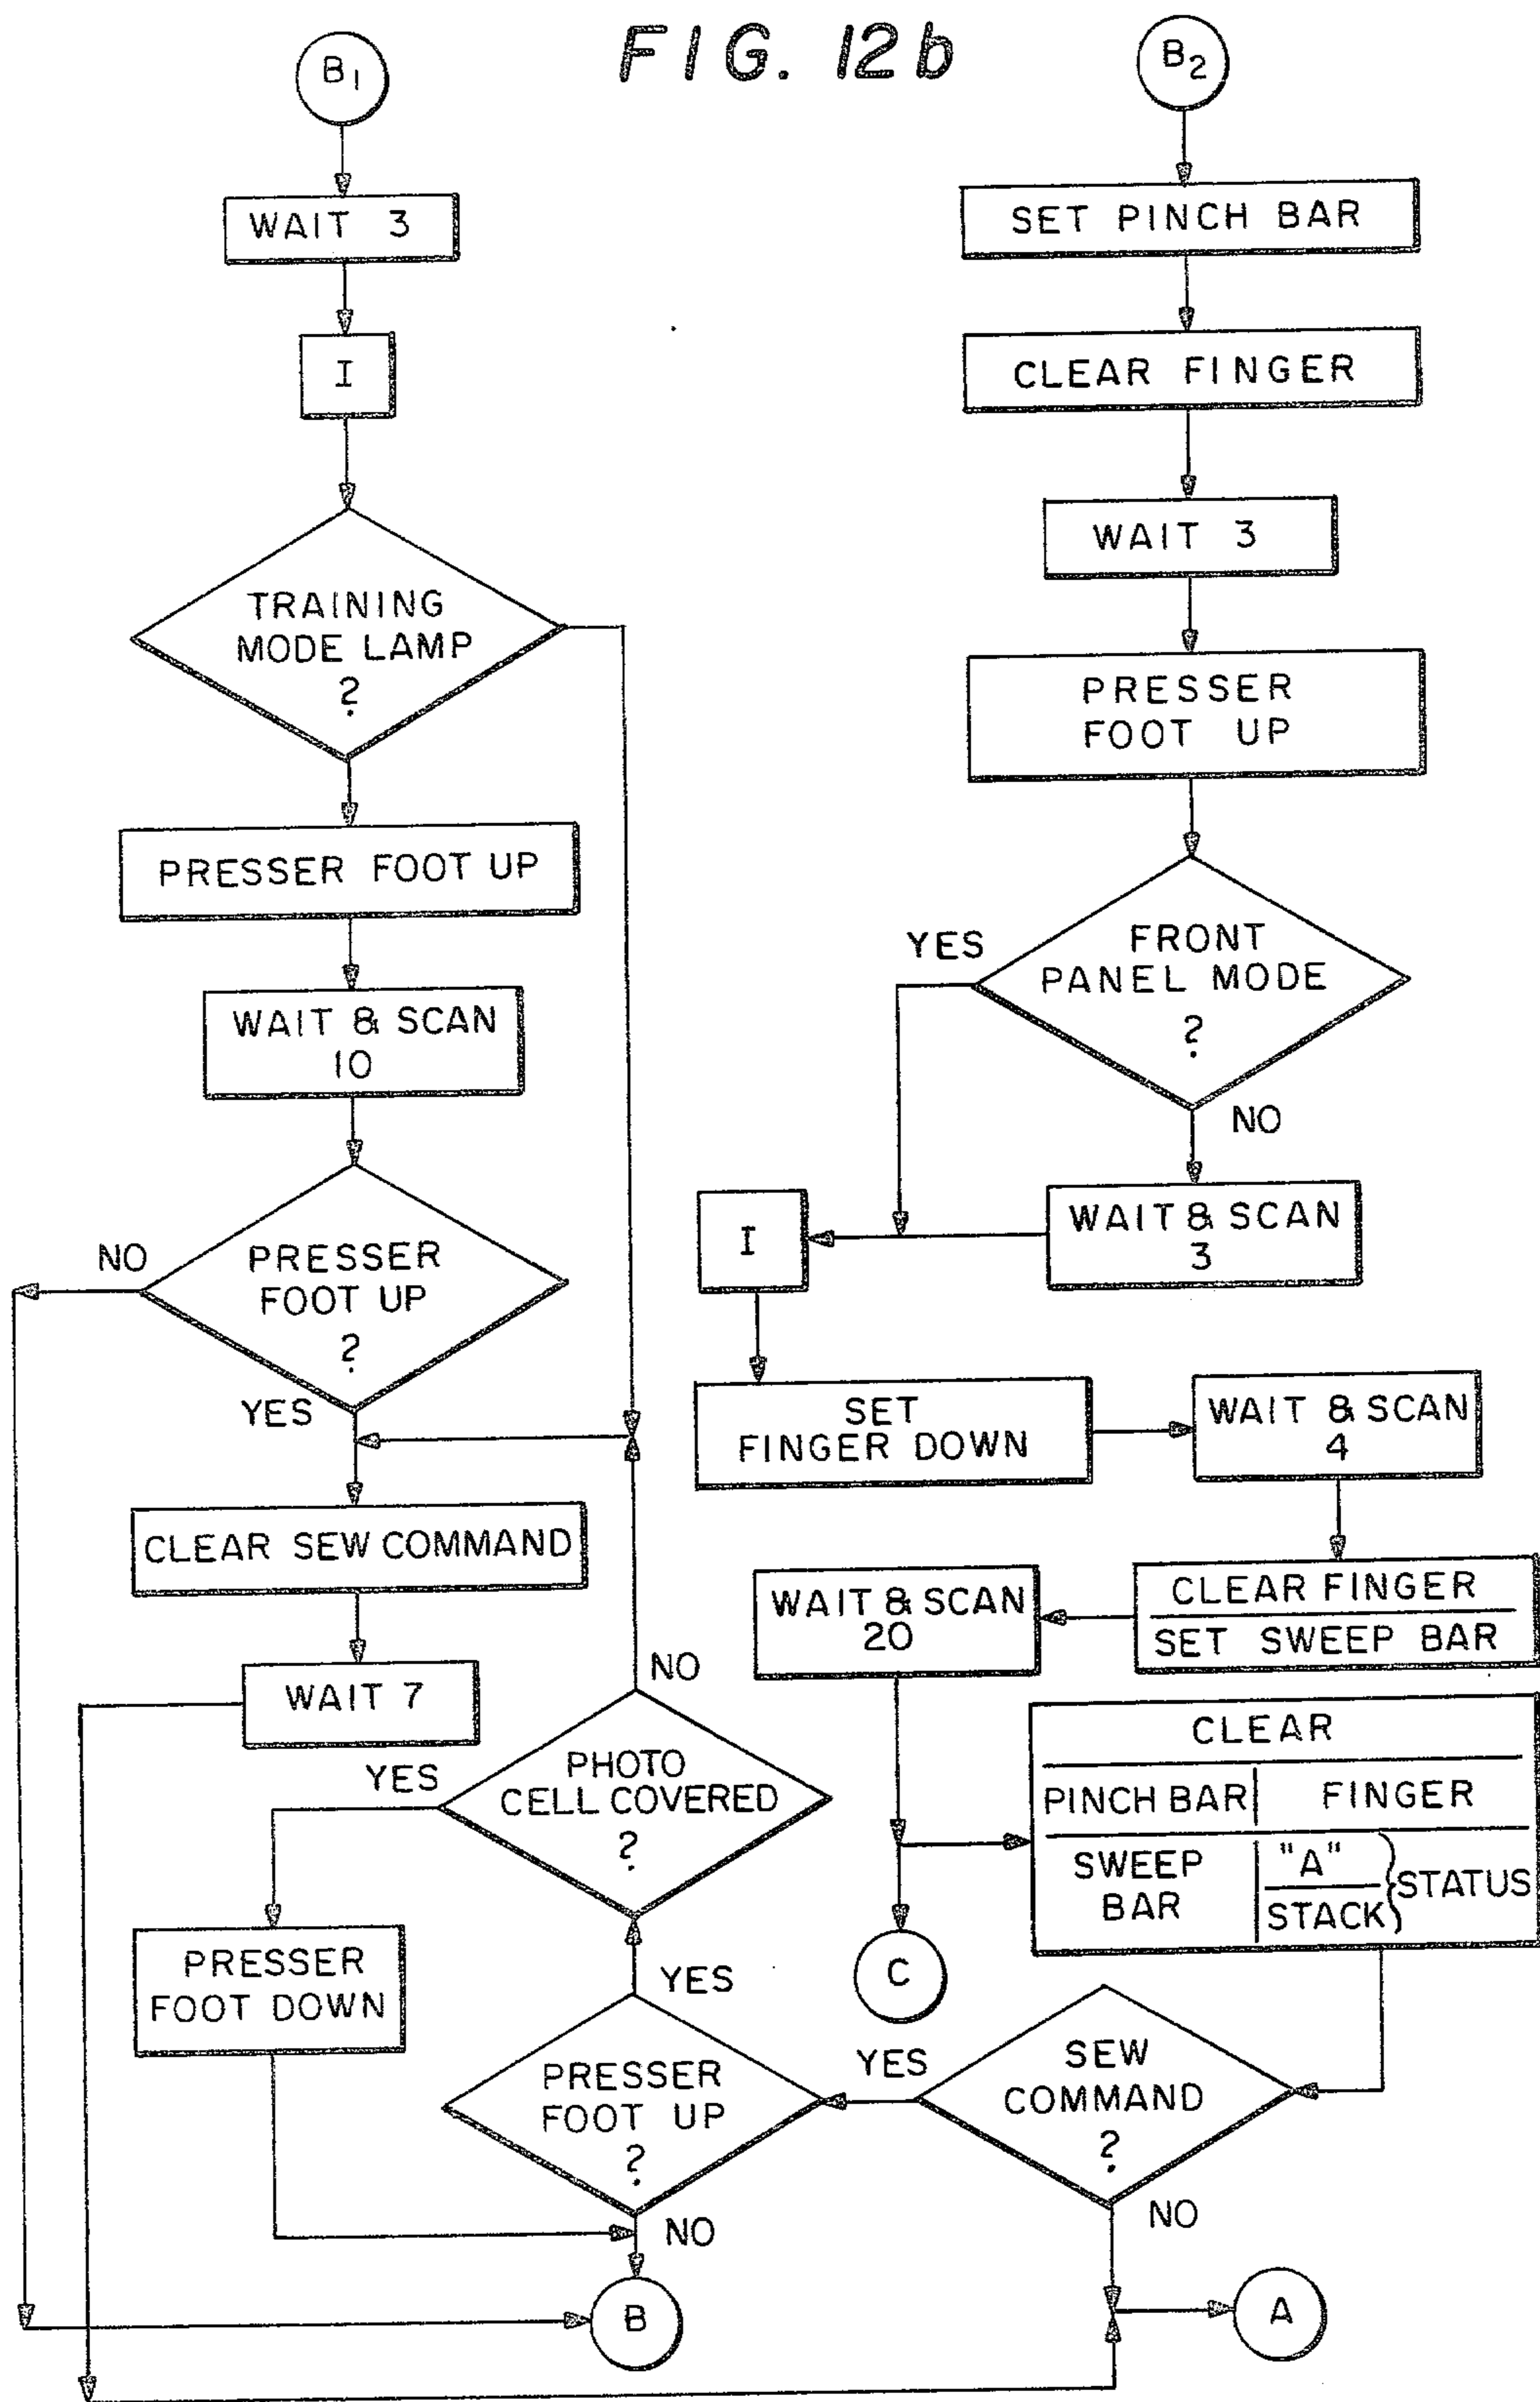 FIG. 12b
B1
WAIT 3
I
TRAINING
MODE LAMP
?
PRESSER FOOT UP
WAIT & SCAN
10
PRESSER
FOOT UP
?
NO
YES
CLEAR SEW COMMAND
WAIT 7
PHOTO
CELL COVERED
?
NO
YES
PRESSER
FOOT DOWN
PRESSER
FOOT UP
?
YES
NO
B
B2
SET PINCH BAR
CLEAR FINGER
WAIT 3
PRESSER
FOOT UP
FRONT
PANEL MODE
?
YES
NO
WAIT & SCAN
3
I
SET
FINGER DOWN
WAIT & SCAN
4
CLEAR FINGER
SET SWEEP BAR
WAIT & SCAN
20
C
CLEAR
PINCH BAR FINGER
SWEEP
BAR
"A"
STACK
STATUS
SEW
COMMAND
?
YES
NO
A